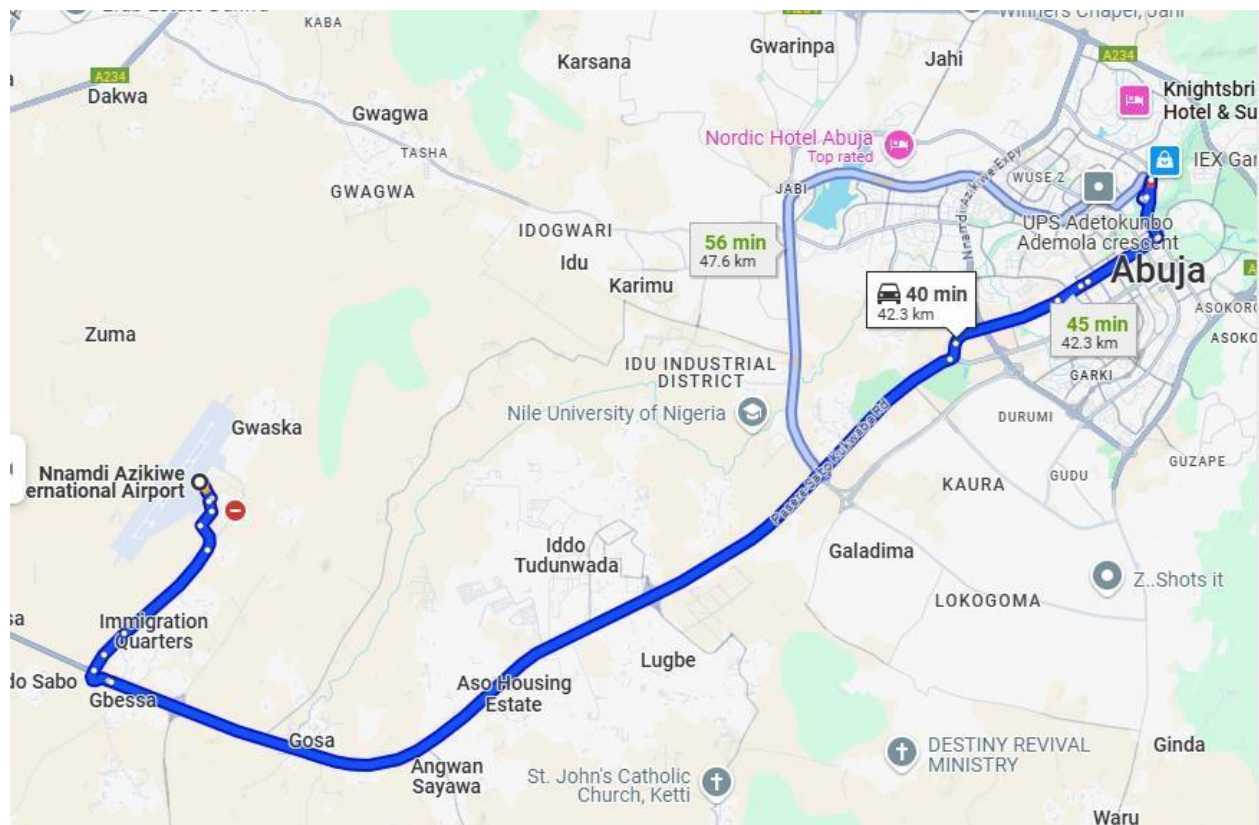 KABA
Winners Chapel, Jahi
A234
Gwarinpa
Jahi
Karsana
A234
Dakwa
Gwagwa
TASHA
GWAGWA
Knightsbri
Hotel & Su
Nordic Hotel Abuja
Top rated
IEX Gar
JABI
Nnamdi Azikiwe Expy
WUSE 2
UPS Adetokunbo
Ademola crescent
IDOGWARI
Idu
Karimu
56 min
47.6 km
Abuja
40 min
42.3 km
45 min
42.3 km
ASOKORO
ASOKO
Zuma
IDU INDUSTRIAL
DISTRICT
GARKI
Nile University of Nigeria
DURUMI
Gwaska
GUZAPE
Nnamdi Azikiwe
ernational Airport
KAURA
GUDU
Iddo
Tudunwada
Galadima
Z..Shots it
LOKOGOMA
Immigration
Quarters
Lugbe
do Sabo
Gbessa
Aso Housing
Estate
Gosa
Angwan
Sayawa
St. John's Catholic
Church, Ketti
DESTINY REVIVAL
MINISTRY
Ginda
Waru